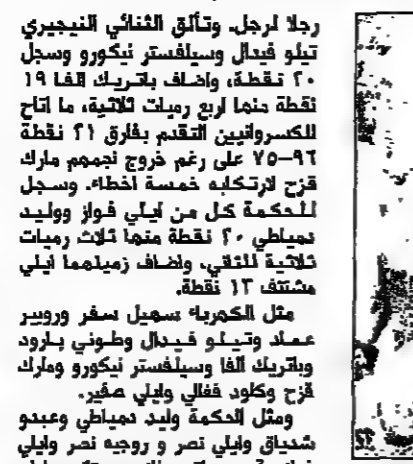 رجلا لرجل. وتألق الثنائي النيجيري
تيلو فيدال وسيلفستر نيكورو وسجل
٢٠ نقطة، واضاف باتريك الفا ١٩
نقطة منها اربع رميات ثلاثية، ما اتاح
للكسروانيين التقدم بفارق ٢١ نقطة
٩٦–٧٥ على رغم خروج نجمهم مارك
قزح لارتكابه خمسة اخطاء. وسجل
للحكمة كل من ايلي فواز ووليد
دمياطي ٢٠ نقطة منها ثلاث رميات
ثلاثية للثاني، واضاف زميلهما ايلي
مشنتف ١٣ نقطة.
مثل الكهرباء سهيل سفر وروبير
عماد وتيلو فيدال وطوني بارود
وباتريك الفا وسيلفستر نيكورو ومارك
قزح وكلود فغالي وايلي صفير.
ومثل الحكمة وليد دمياطي وعبدو
شدياق وايلي نصر و روجيه نصر وايلي